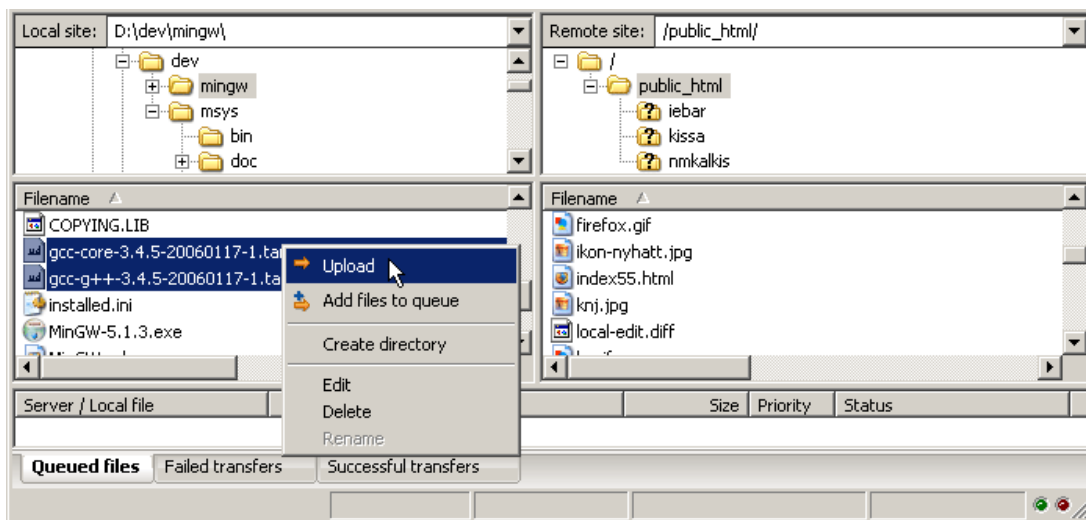 Local site: D:\dev\mingw\
dev
mingw
msys
bin
doc
Remote site: /public_html/
/
public_html
iebar
kissa
nmkalkis
Filename
COPYING.LIB
gcc-core-3.4.5-20060117-1.tar
gcc-g++-3.4.5-20060117-1.ta
installed.ini
MinGW-5.1.3.exe
Upload
Add files to queue
Create directory
Edit
Delete
Rename
Filename
firefox.gif
ikon-nyhatt.jpg
index55.html
knj.jpg
local-edit.diff
Server / Local file
Size Priority Status
Queued files Failed transfers Successful transfers